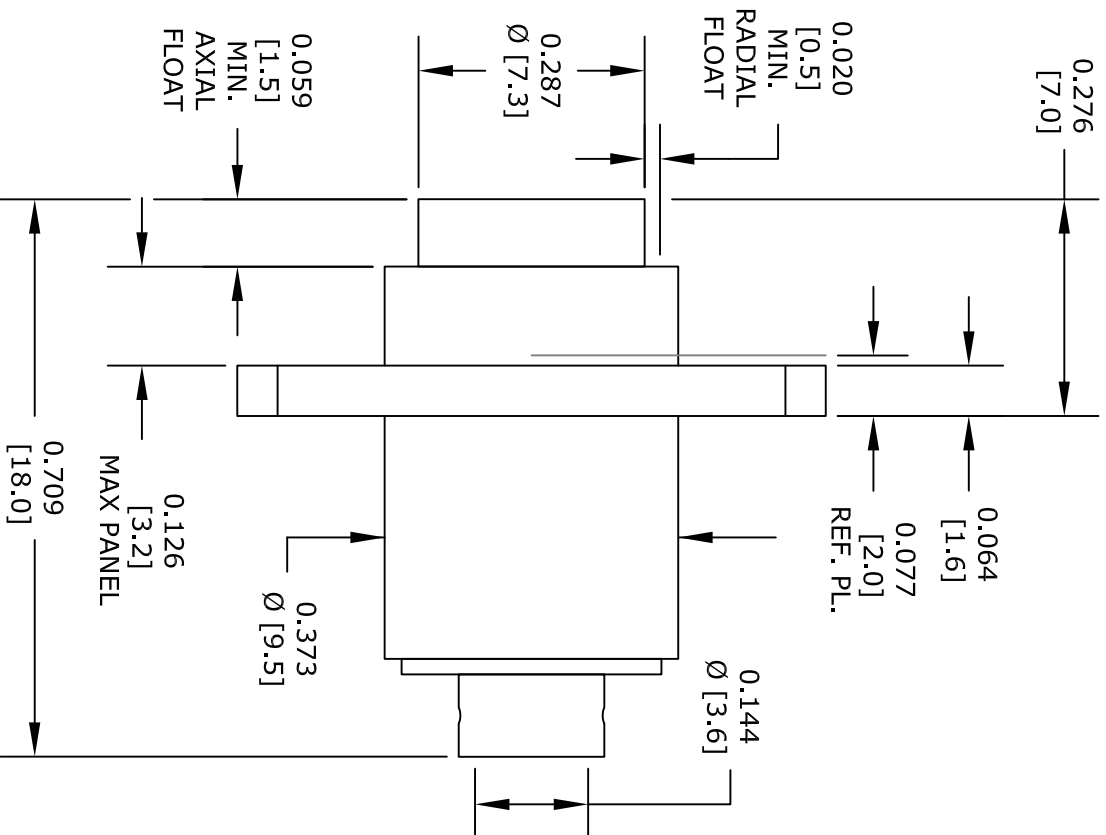 0.276
[7.0]
0.020
[0.5]
MIN.
RADIAL
FLOAT
0.287
Ø [7.3]
0.059
[1.5]
MIN.
AXIAL
FLOAT
0.064
[1.6]
0.077
[2.0]
REF. PL.
0.709
[18.0]
0.126
[3.2]
MAX PANEL
0.373
Ø [9.5]
0.144
Ø [3.6]